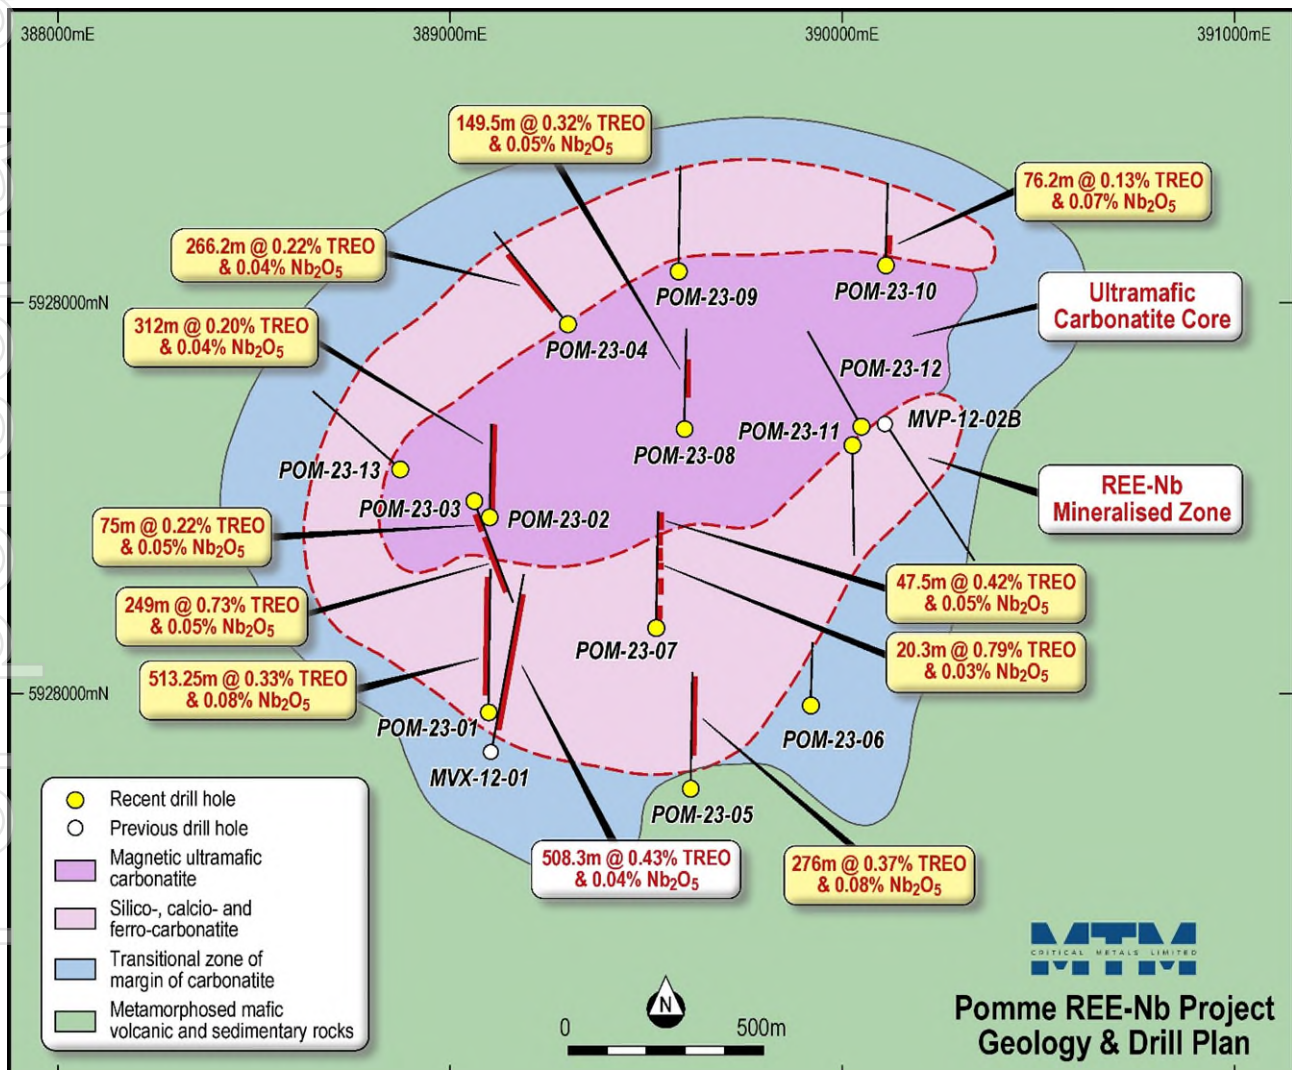 388000mE
389000mE
390000mE
391000mE
149.5m @ 0.32% TREO
& 0.05% Nb₂O₅
76.2m @ 0.13% TREO
& 0.07% Nb₂O₅
266.2m @ 0.22% TREO
& 0.04% Nb₂O₅
POM-23-09
POM-23-10
5928000mN
Ultramafic
Carbonatite Core
312m @ 0.20% TREO
& 0.04% Nb₂O₅
POM-23-04
POM-23-12
POM-23-11
MVP-12-02B
POM-23-08
POM-23-13
POM-23-03
POM-23-02
REE-Nb
Mineralised Zone
75m @ 0.22% TREO
& 0.05% Nb₂O₅
47.5m @ 0.42% TREO
& 0.05% Nb₂O₅
249m @ 0.73% TREO
& 0.05% Nb₂O₅
POM-23-07
20.3m @ 0.79% TREO
& 0.03% Nb₂O₅
513.25m @ 0.33% TREO
& 0.08% Nb₂O₅
5928000mN
POM-23-01
POM-23-06
MVX-12-01
POM-23-05
508.3m @ 0.43% TREO
& 0.04% Nb₂O₅
276m @ 0.37% TREO
& 0.08% Nb₂O₅
Recent drill hole
Previous drill hole
Magnetic ultramafic
carbonatite
Silico-, calcio- and
ferro-carbonatite
Transitional zone of
margin of carbonatite
Metamorphosed mafic
volcanic and sedimentary rocks
N
0 500m
MTM
CRITICAL METALS LIMITED
Pomme REE-Nb Project
Geology & Drill Plan